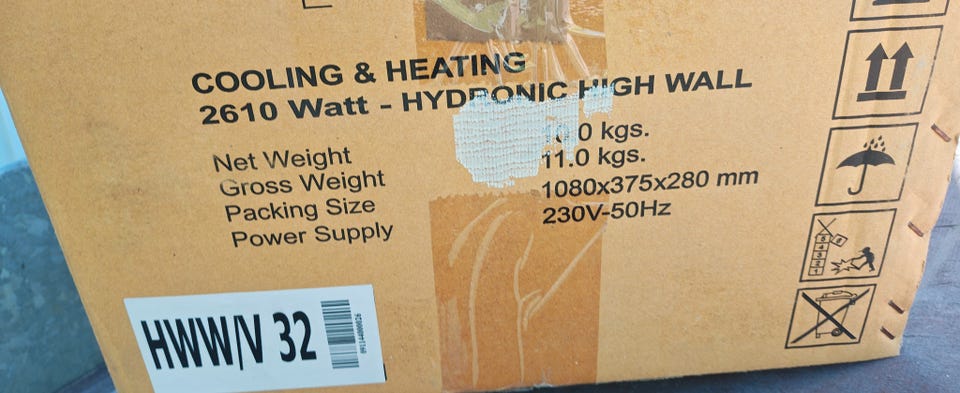 COOLING & HEATING
2610 Watt - HYDRONIC HIGH WALL
Net Weight 10.0 kgs.
Gross Weight 11.0 kgs.
Packing Size 1080x375x280 mm
Power Supply 230V-50Hz
HWW/V 32